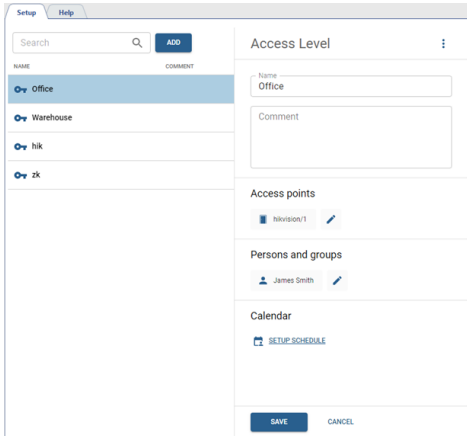 Setup Help
Search ADD
NAME COMMENT
Office
Warehouse
hik
zk
Access Level
Name
Office
Comment
Access points
hikvision/1
Persons and groups
James Smith
Calendar
SETUP SCHEDULE
SAVE CANCEL